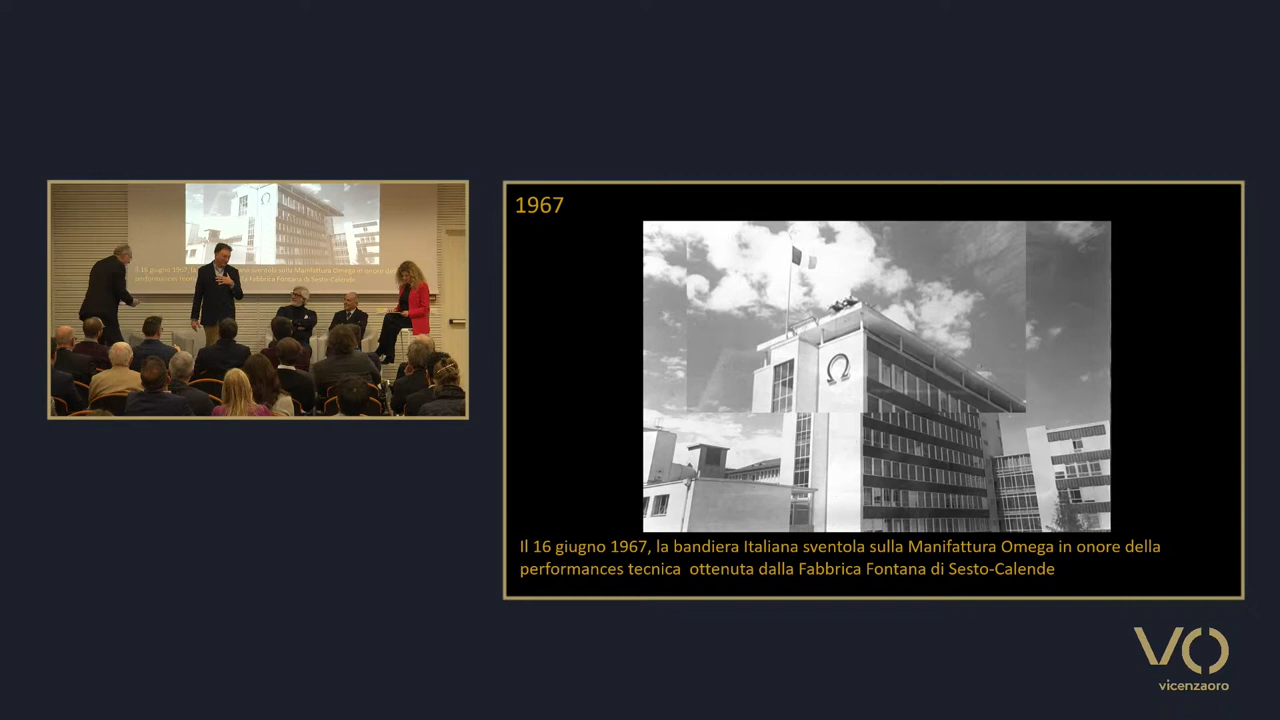 1967
Il 16 giugno 1967, la bandiera Italiana sventola sulla Manifattura Omega in onore della
performances tecnica ottenuta dalla Fabbrica Fontana di Sesto-Calende
VO
vicenzaoro